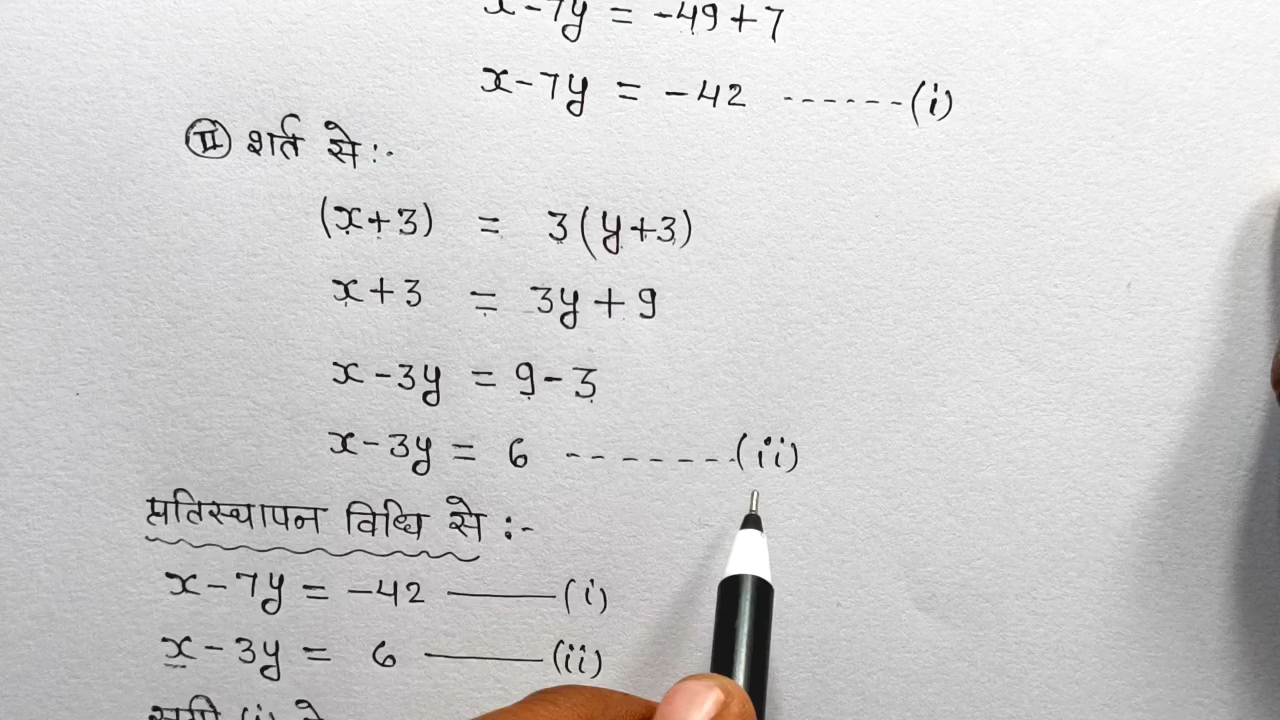 x - 7y = -49 + 7
x - 7y = -42 ------ (i)
II शर्त से :-
(x + 3) = 3(y + 3)
x + 3 = 3y + 9
x - 3y = 9 - 3
x - 3y = 6 ------- (ii)
प्रतिस्थापन विधि से :-
x - 7y = -42 —— (i)
x - 3y = 6 —— (ii)
(i) से